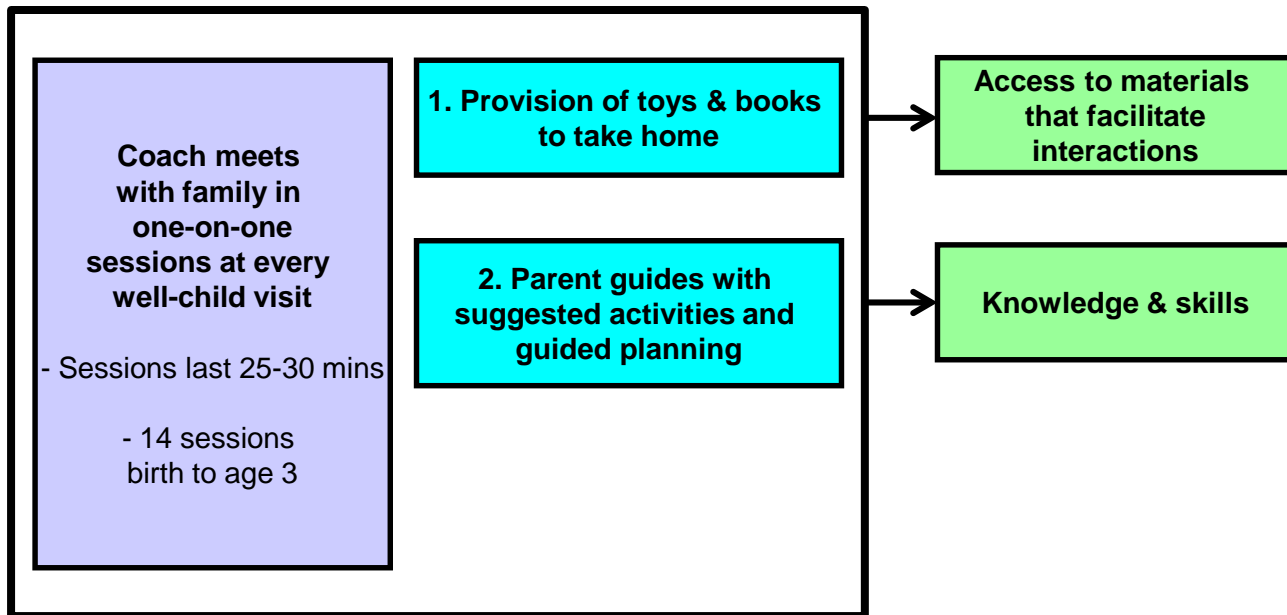 Coach meets
with family in
one-on-one
sessions at every
well-child visit
- Sessions last 25-30 mins
- 14 sessions
birth to age 3
1. Provision of toys & books
to take home
2. Parent guides with
suggested activities and
guided planning
Access to materials
that facilitate
interactions
Knowledge & skills